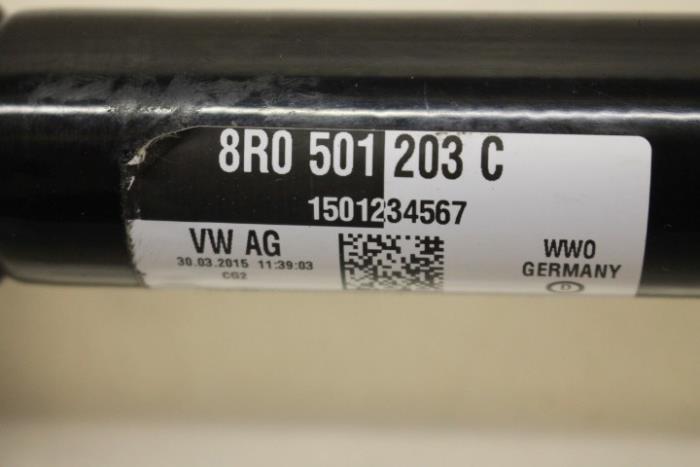 8R0 501 203 C
1501234567
VW AG
30.03.2015 11:39:03
CG2
WW0
GERMANY
D